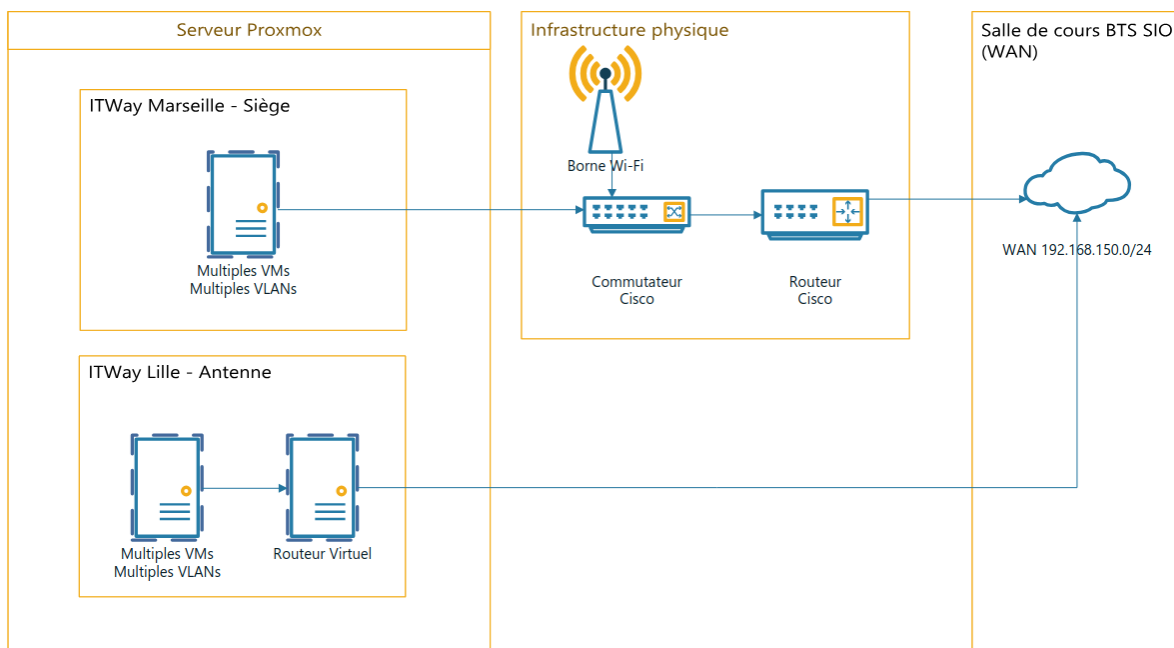 Serveur Proxmox
Infrastructure physique
Salle de cours BTS SIO
(WAN)
ITWay Marseille - Siège
Multiples VMs
Multiples VLANs
Borne Wi-Fi
Commutateur
Cisco
Routeur
Cisco
WAN 192.168.150.0/24
ITWay Lille - Antenne
Multiples VMs
Multiples VLANs
Routeur Virtuel